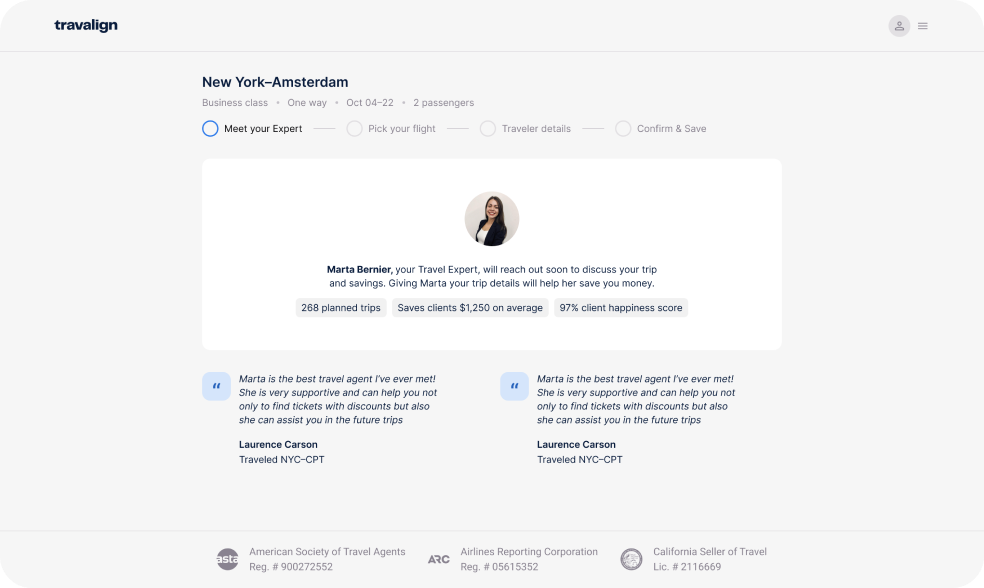 travalign
New York–Amsterdam
Business class • One way • Oct 04–22 • 2 passengers
Meet your Expert
Pick your flight
Traveler details
Confirm & Save
Marta Bernier, your Travel Expert, will reach out soon to discuss your trip
and savings. Giving Marta your trip details will help her save you money.
268 planned trips
Saves clients $1,250 on average
97% client happiness score
“
Marta is the best travel agent I’ve ever met!
She is very supportive and can help you not
only to find tickets with discounts but also
she can assist you in the future trips
Laurence Carson
Traveled NYC–CPT
“
Marta is the best travel agent I’ve ever met!
She is very supportive and can help you not
only to find tickets with discounts but also
she can assist you in the future trips
Laurence Carson
Traveled NYC–CPT
asta
American Society of Travel Agents
Reg. # 900272552
ARC
Airlines Reporting Corporation
Reg. # 05615352
California Seller of Travel
Lic. # 2116669